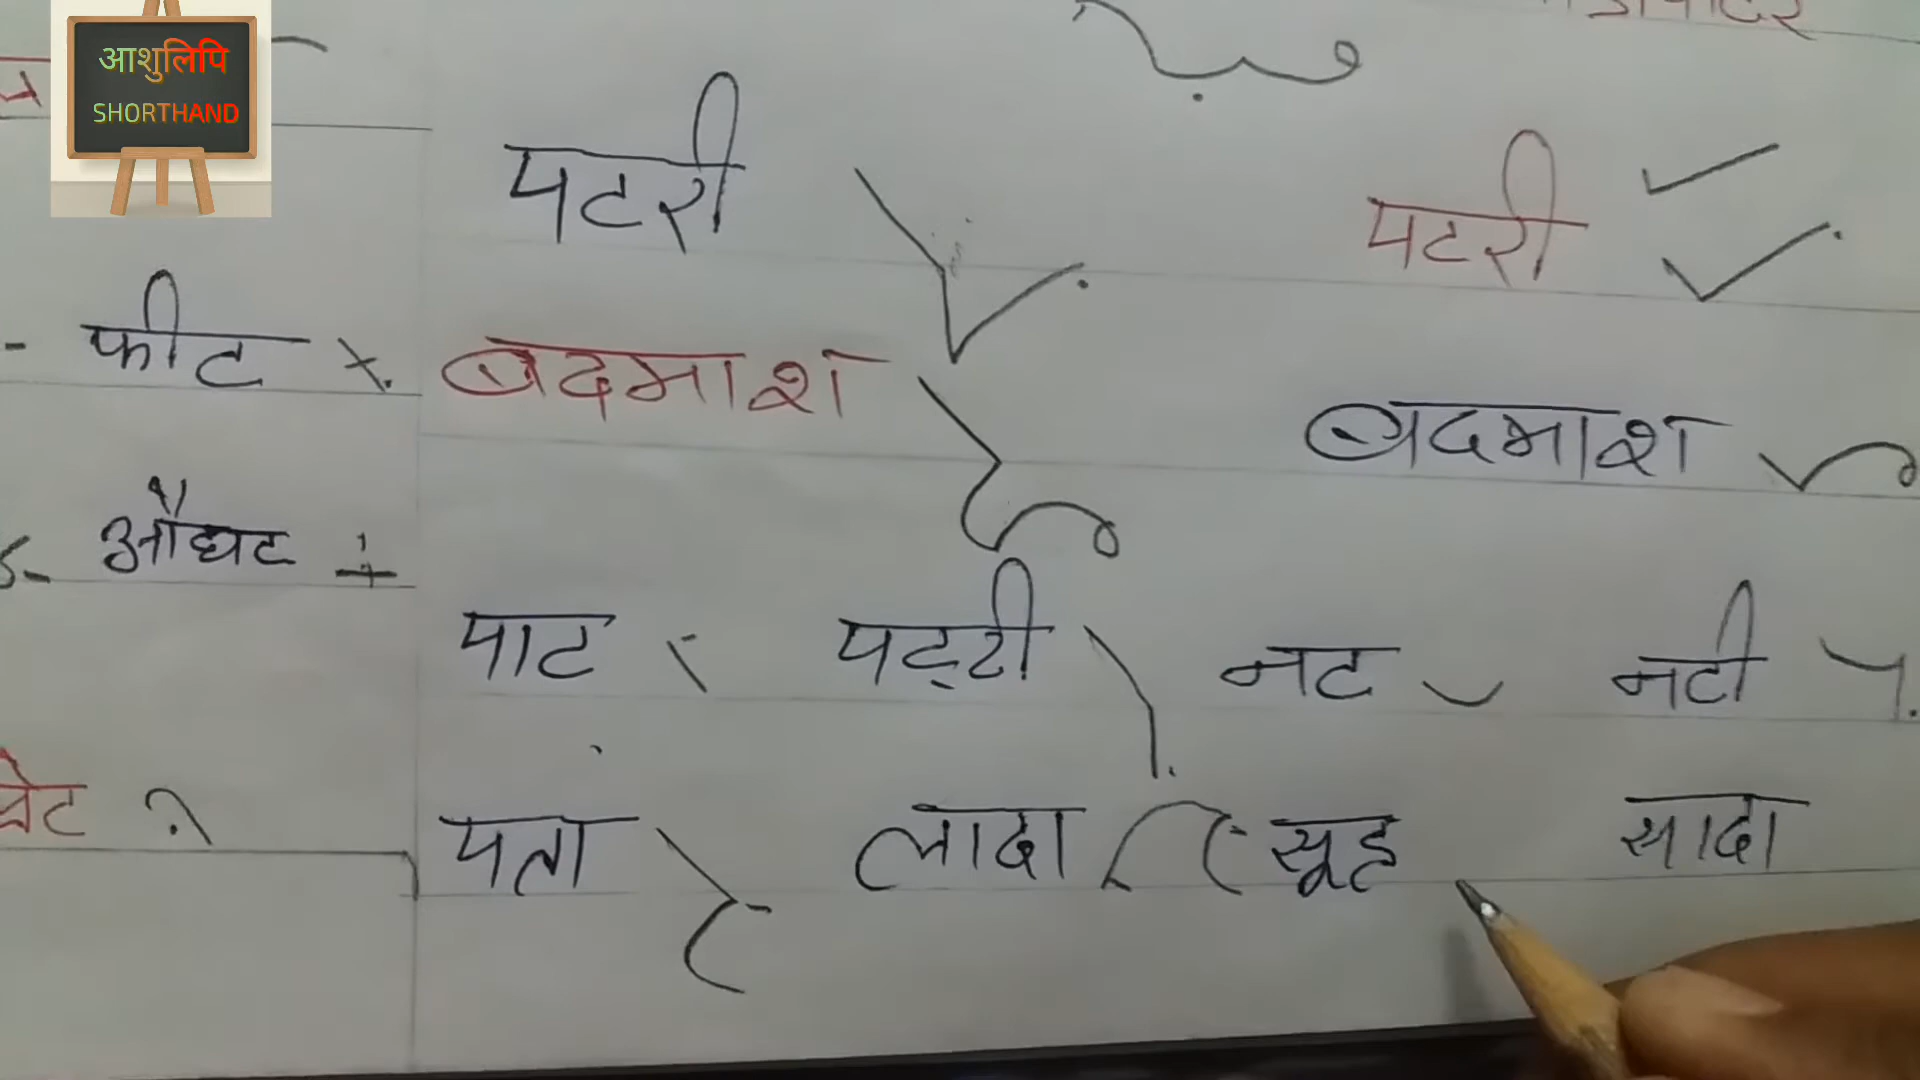 आशुलिपि
SHORTHAND
पटरी
पटरी
फीट
बदमाश
बदमाश
औघट
पाट पट्टी नट नटी
पता लादा सूद सादा